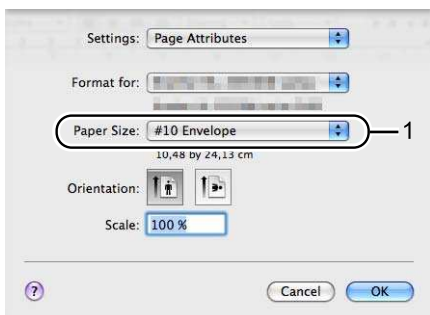 Settings: Page Attributes
Format for:
Paper Size: #10 Envelope 1
10,48 by 24,13 cm
Orientation:
Scale: 100 %
? Cancel OK